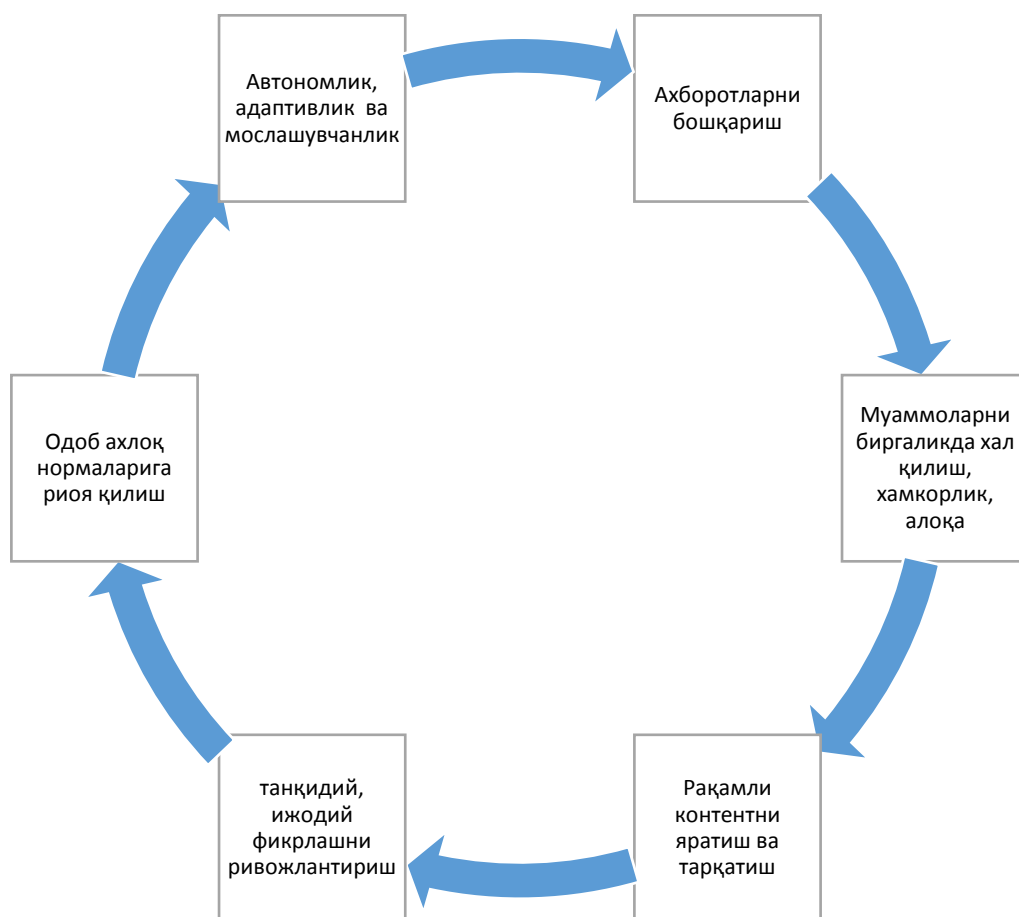 Автономлик,
адаптивлик ва
мослашувчанлик
Ахборотларни
бошқариш
Муаммоларни
биргаликда хал
қилиш,
хамкорлик,
алоқа
Рақамли
контентни
яратиш ва
тарқатиш
танқидий,
ижодий
фикрлашни
ривожлантириш
Одоб ахлоқ
нормаларига
риоя қилиш